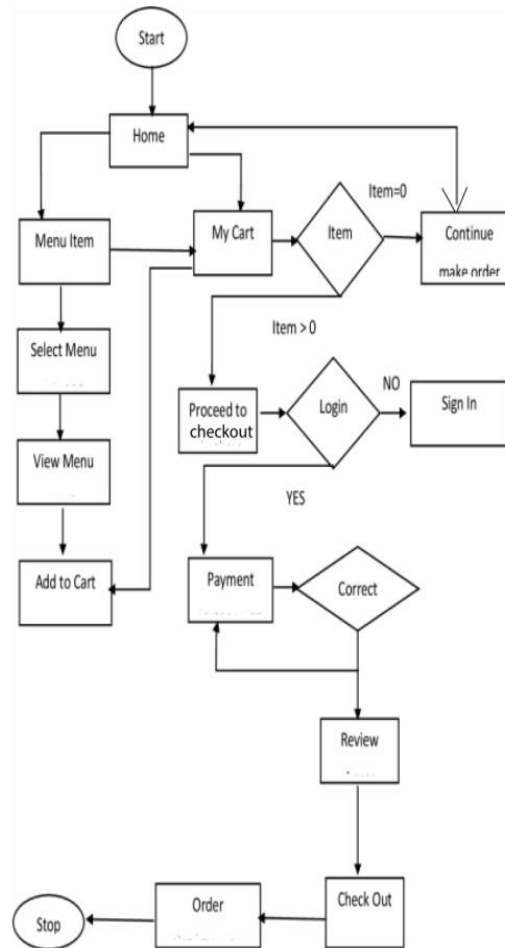 Start
Home
Item=0
Menu Item
My Cart
Item
Continue
make order
Item > 0
Select Menu
Proceed to
checkout
Login
NO
Sign In
View Menu
YES
Add to Cart
Payment
Correct
Review
Check Out
Order
Stop